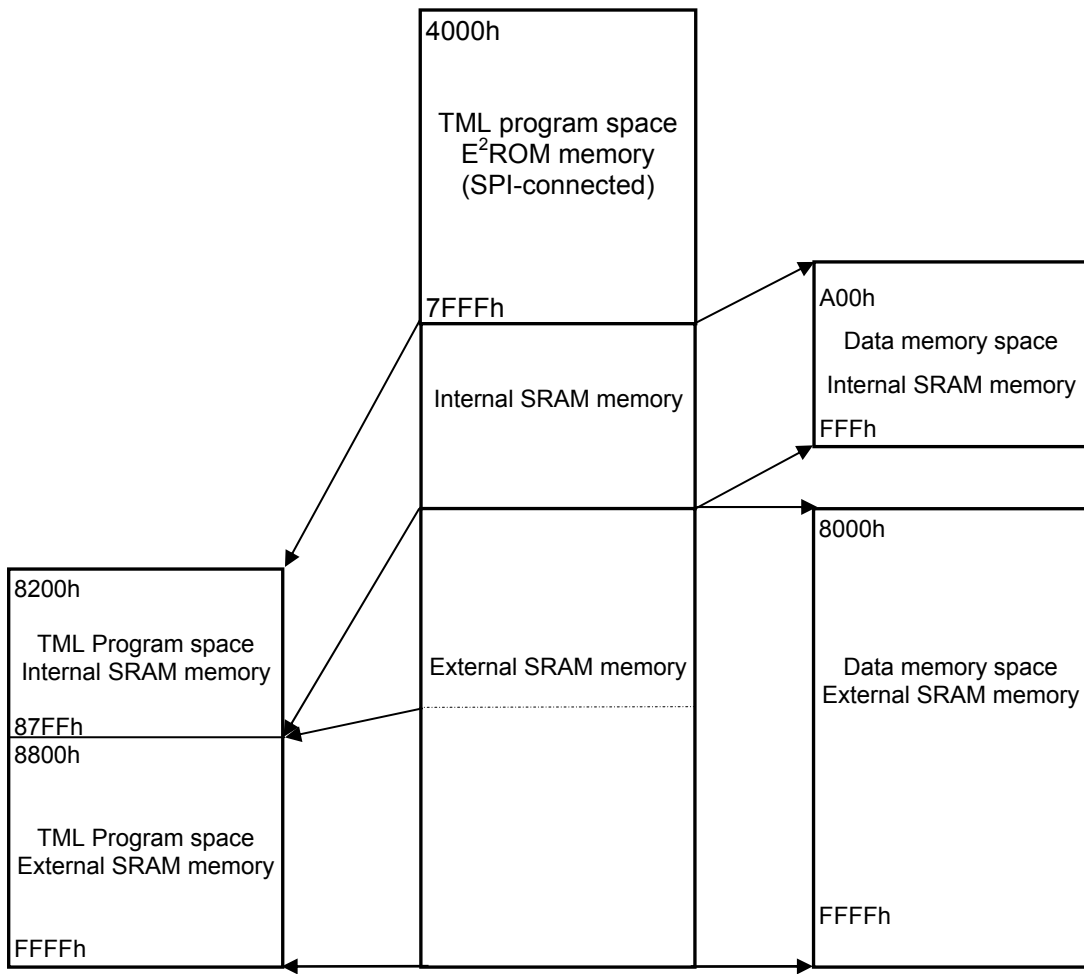 4000h
TML program space
E²ROM memory
(SPI-connected)
7FFFh
Internal SRAM memory
External SRAM memory
8200h
TML Program space
Internal SRAM memory
87FFh
8800h
TML Program space
External SRAM memory
FFFFh
A00h
Data memory space
Internal SRAM memory
FFFh
8000h
Data memory space
External SRAM memory
FFFFh